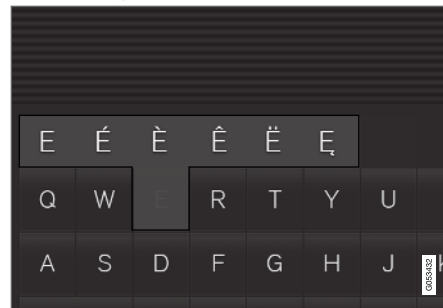 E É È Ê Ë Ę
Q W E R T Y U
A S D F G H J K
G053432